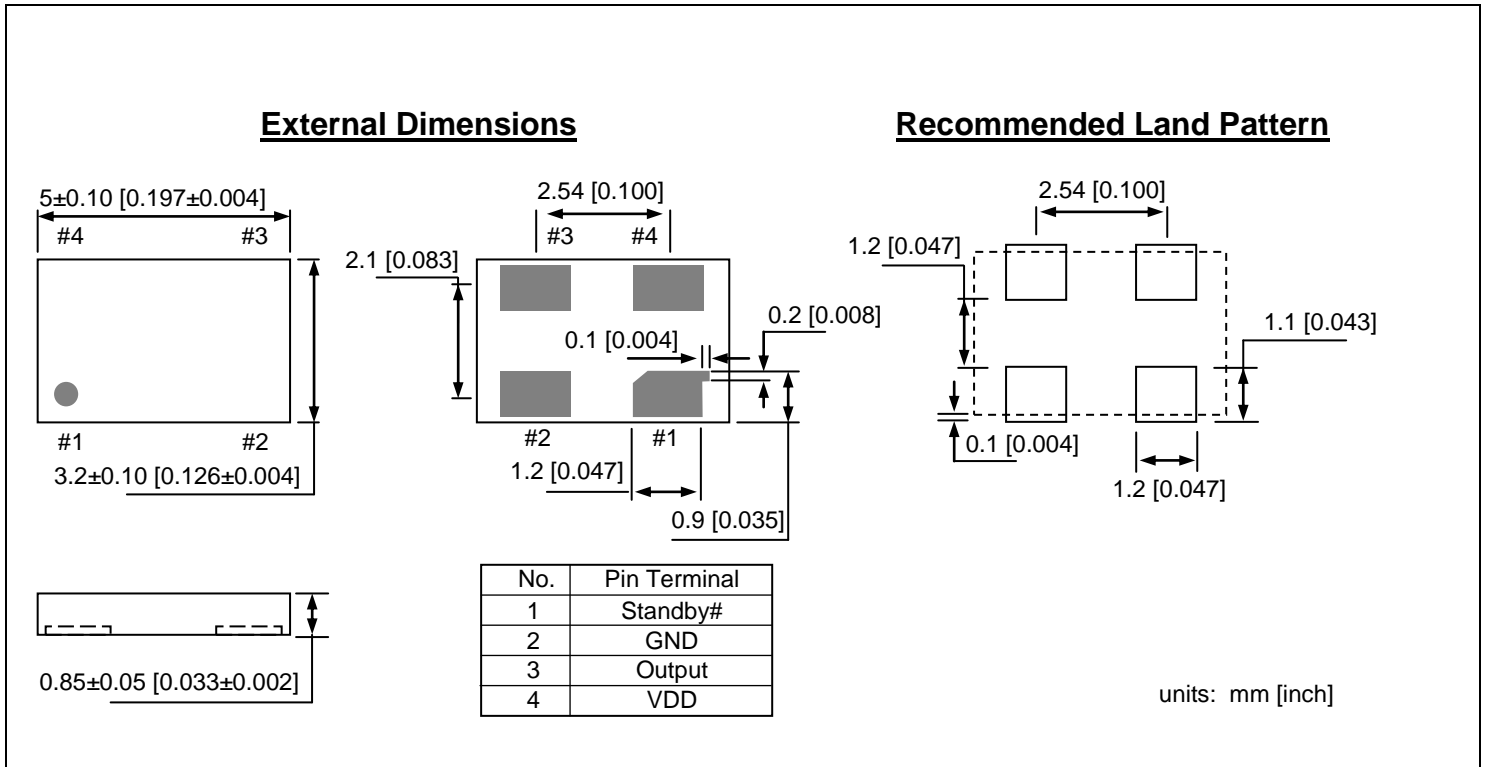 External Dimensions
5±0.10 [0.197±0.004]
#4 #3
#1 #2
3.2±0.10 [0.126±0.004]
0.85±0.05 [0.033±0.002]
2.54 [0.100]
#3 #4
2.1 [0.083]
0.2 [0.008]
0.1 [0.004]
#2 #1
1.2 [0.047]
0.9 [0.035]
No. Pin Terminal
1 Standby#
2 GND
3 Output
4 VDD
Recommended Land Pattern
2.54 [0.100]
1.2 [0.047]
1.1 [0.043]
0.1 [0.004]
1.2 [0.047]
units: mm [inch]